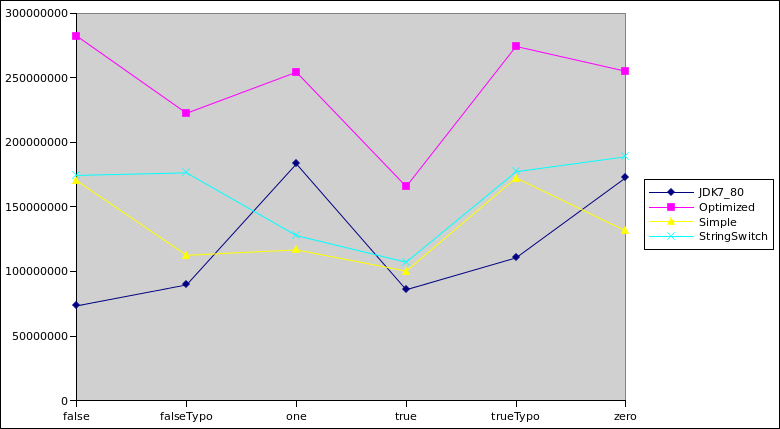 300000000
250000000
200000000
150000000
100000000
50000000
0
false falseTypo one true trueTypo zero
JDK7_80
Optimized
Simple
StringSwitch